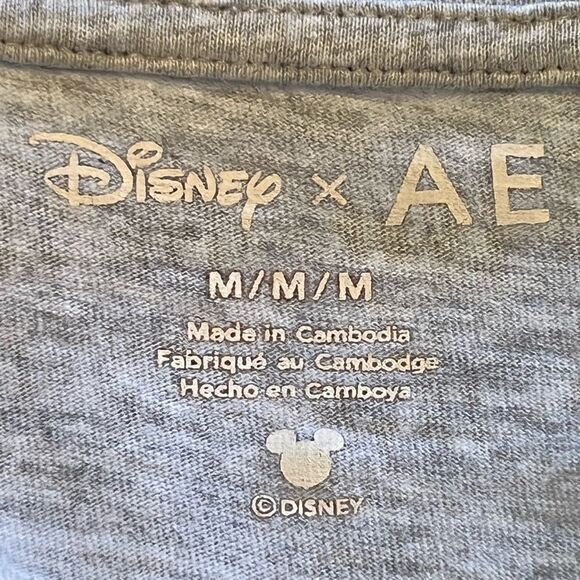 Disney x AE
M/M/M
Made in Cambodia
Fabriqué au Cambodge
Hecho en Camboya
© DISNEY